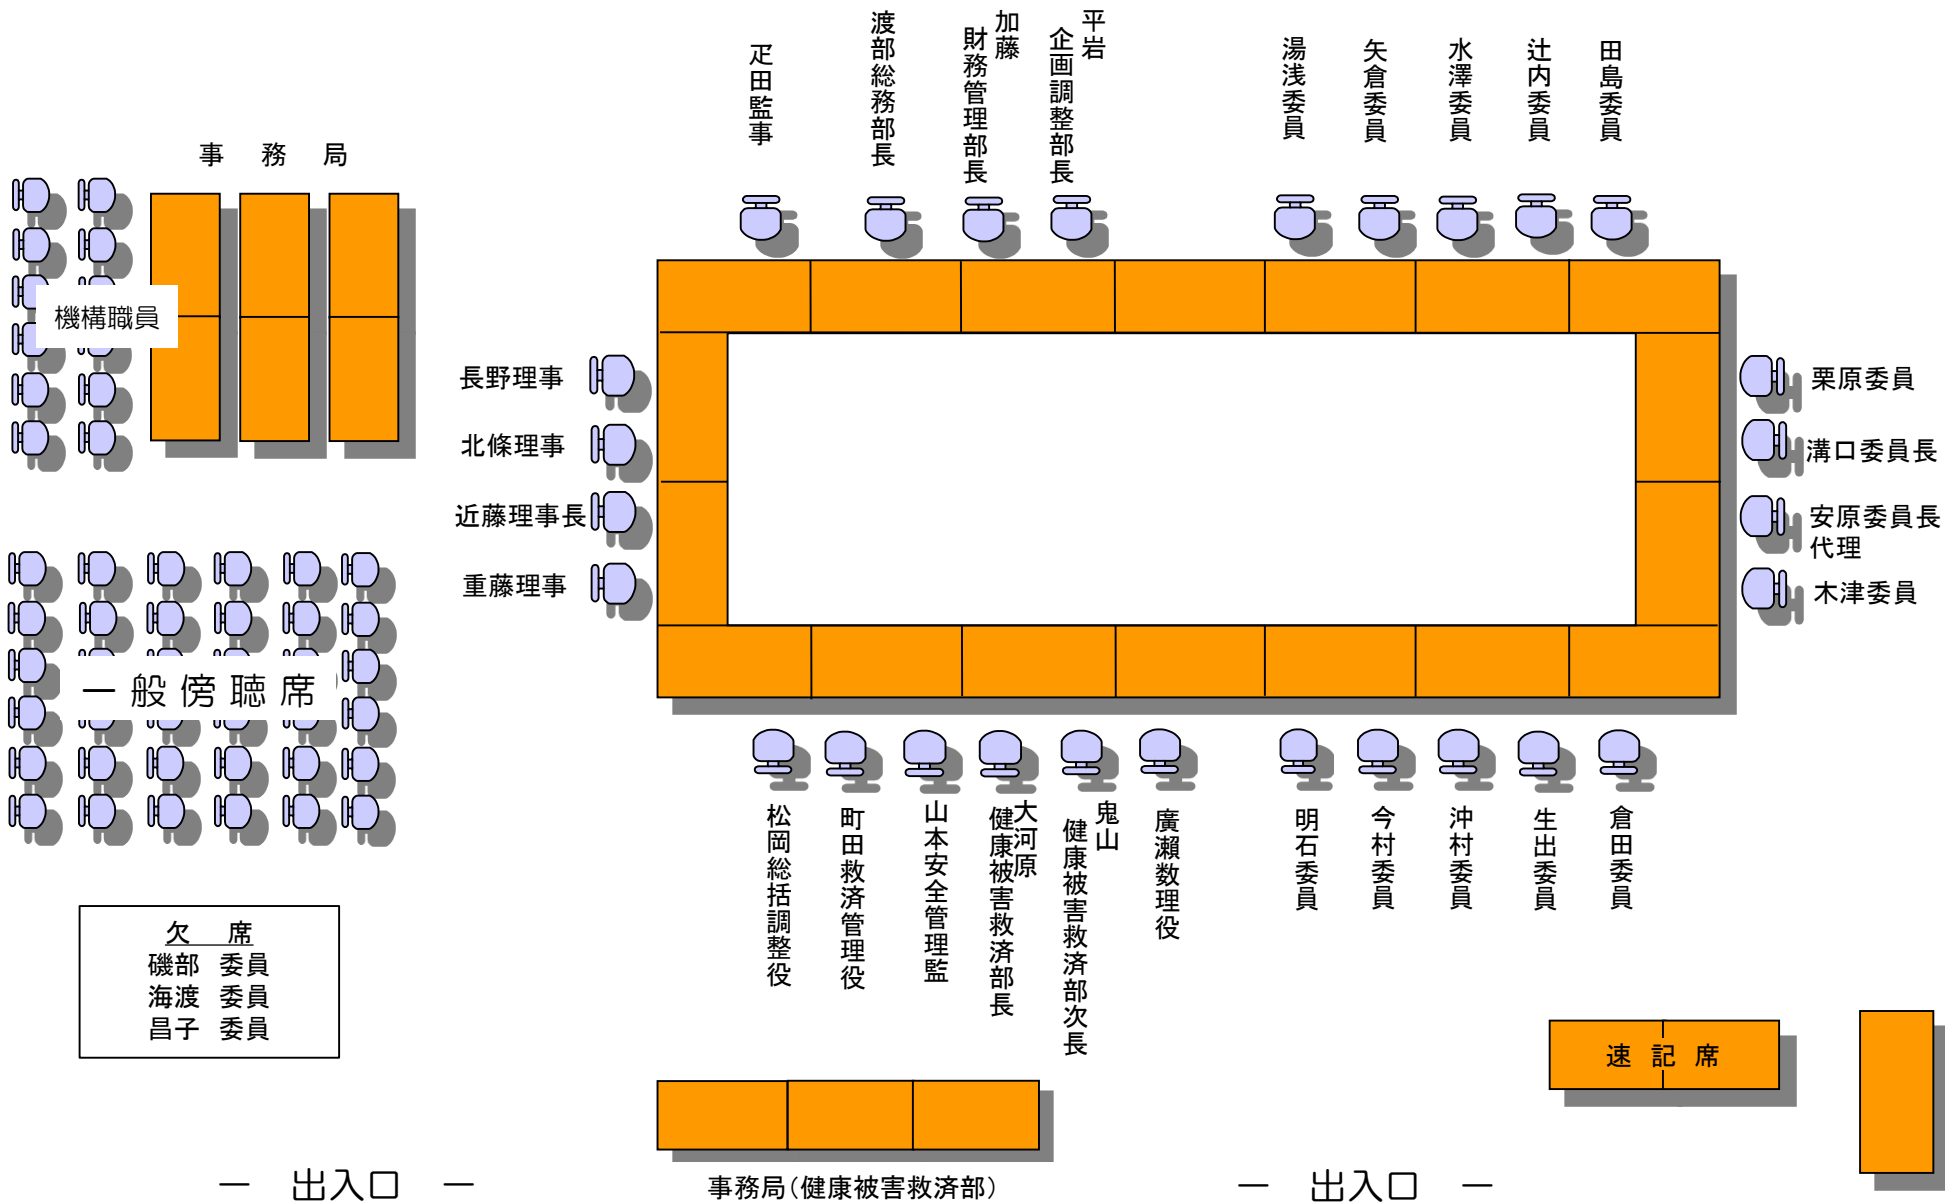 疋田監事
渡部総務部長
加藤
財務管理部長
平岩
企画調整部長
湯浅委員
矢倉委員
水澤委員
辻内委員
田島委員
事　務　局
機構職員
長野理事
北條理事
近藤理事長
重藤理事
栗原委員
溝口委員長
安原委員長
代理
木津委員
一般傍聴席
松岡総括調整役
町田救済管理役
山本安全管理監
大河原
健康被害救済部長
鬼山
健康被害救済部次長
廣瀬数理役
明石委員
今村委員
沖村委員
生出委員
倉田委員
欠　席
磯部　委員
海渡　委員
昌子　委員
速 記 席
事務局(健康被害救済部)
― 出入口 ―
― 出入口 ―